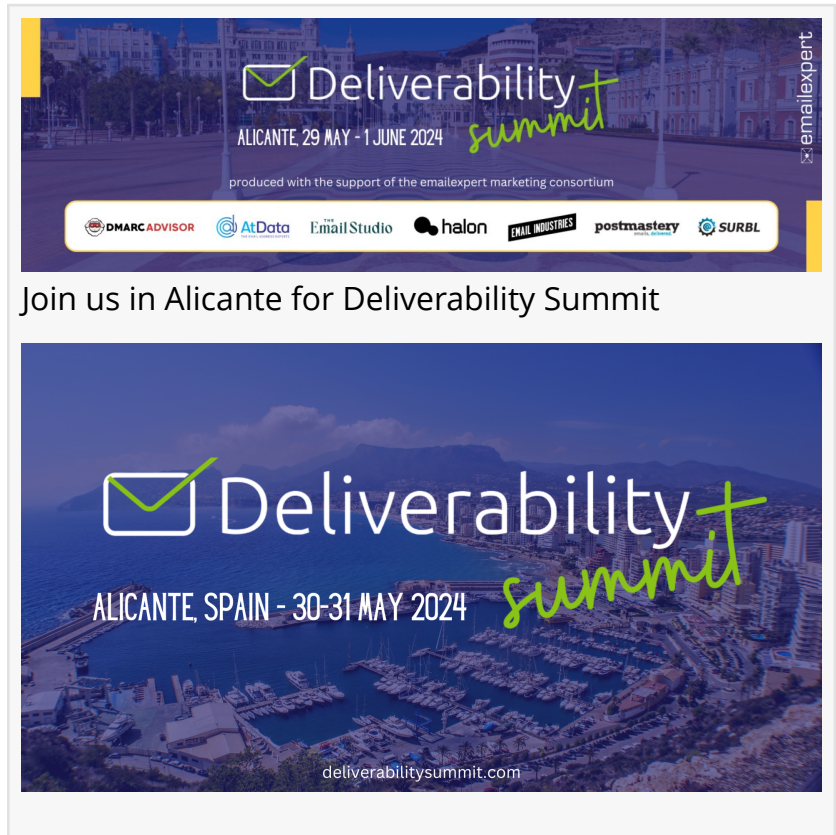 Deliverability
summit
ALICANTE, 29 MAY - 1 JUNE 2024
emailexpert
produced with the support of the emailexpert marketing consortium
DMARC ADVISOR
AtData
THE Email Studio
halon
EMAIL INDUSTRIES
postmastery
emails, delivered.
SURBL
Join us in Alicante for Deliverability Summit
Deliverability
summit
ALICANTE, SPAIN - 30-31 MAY 2024
deliverabilitysummit.com